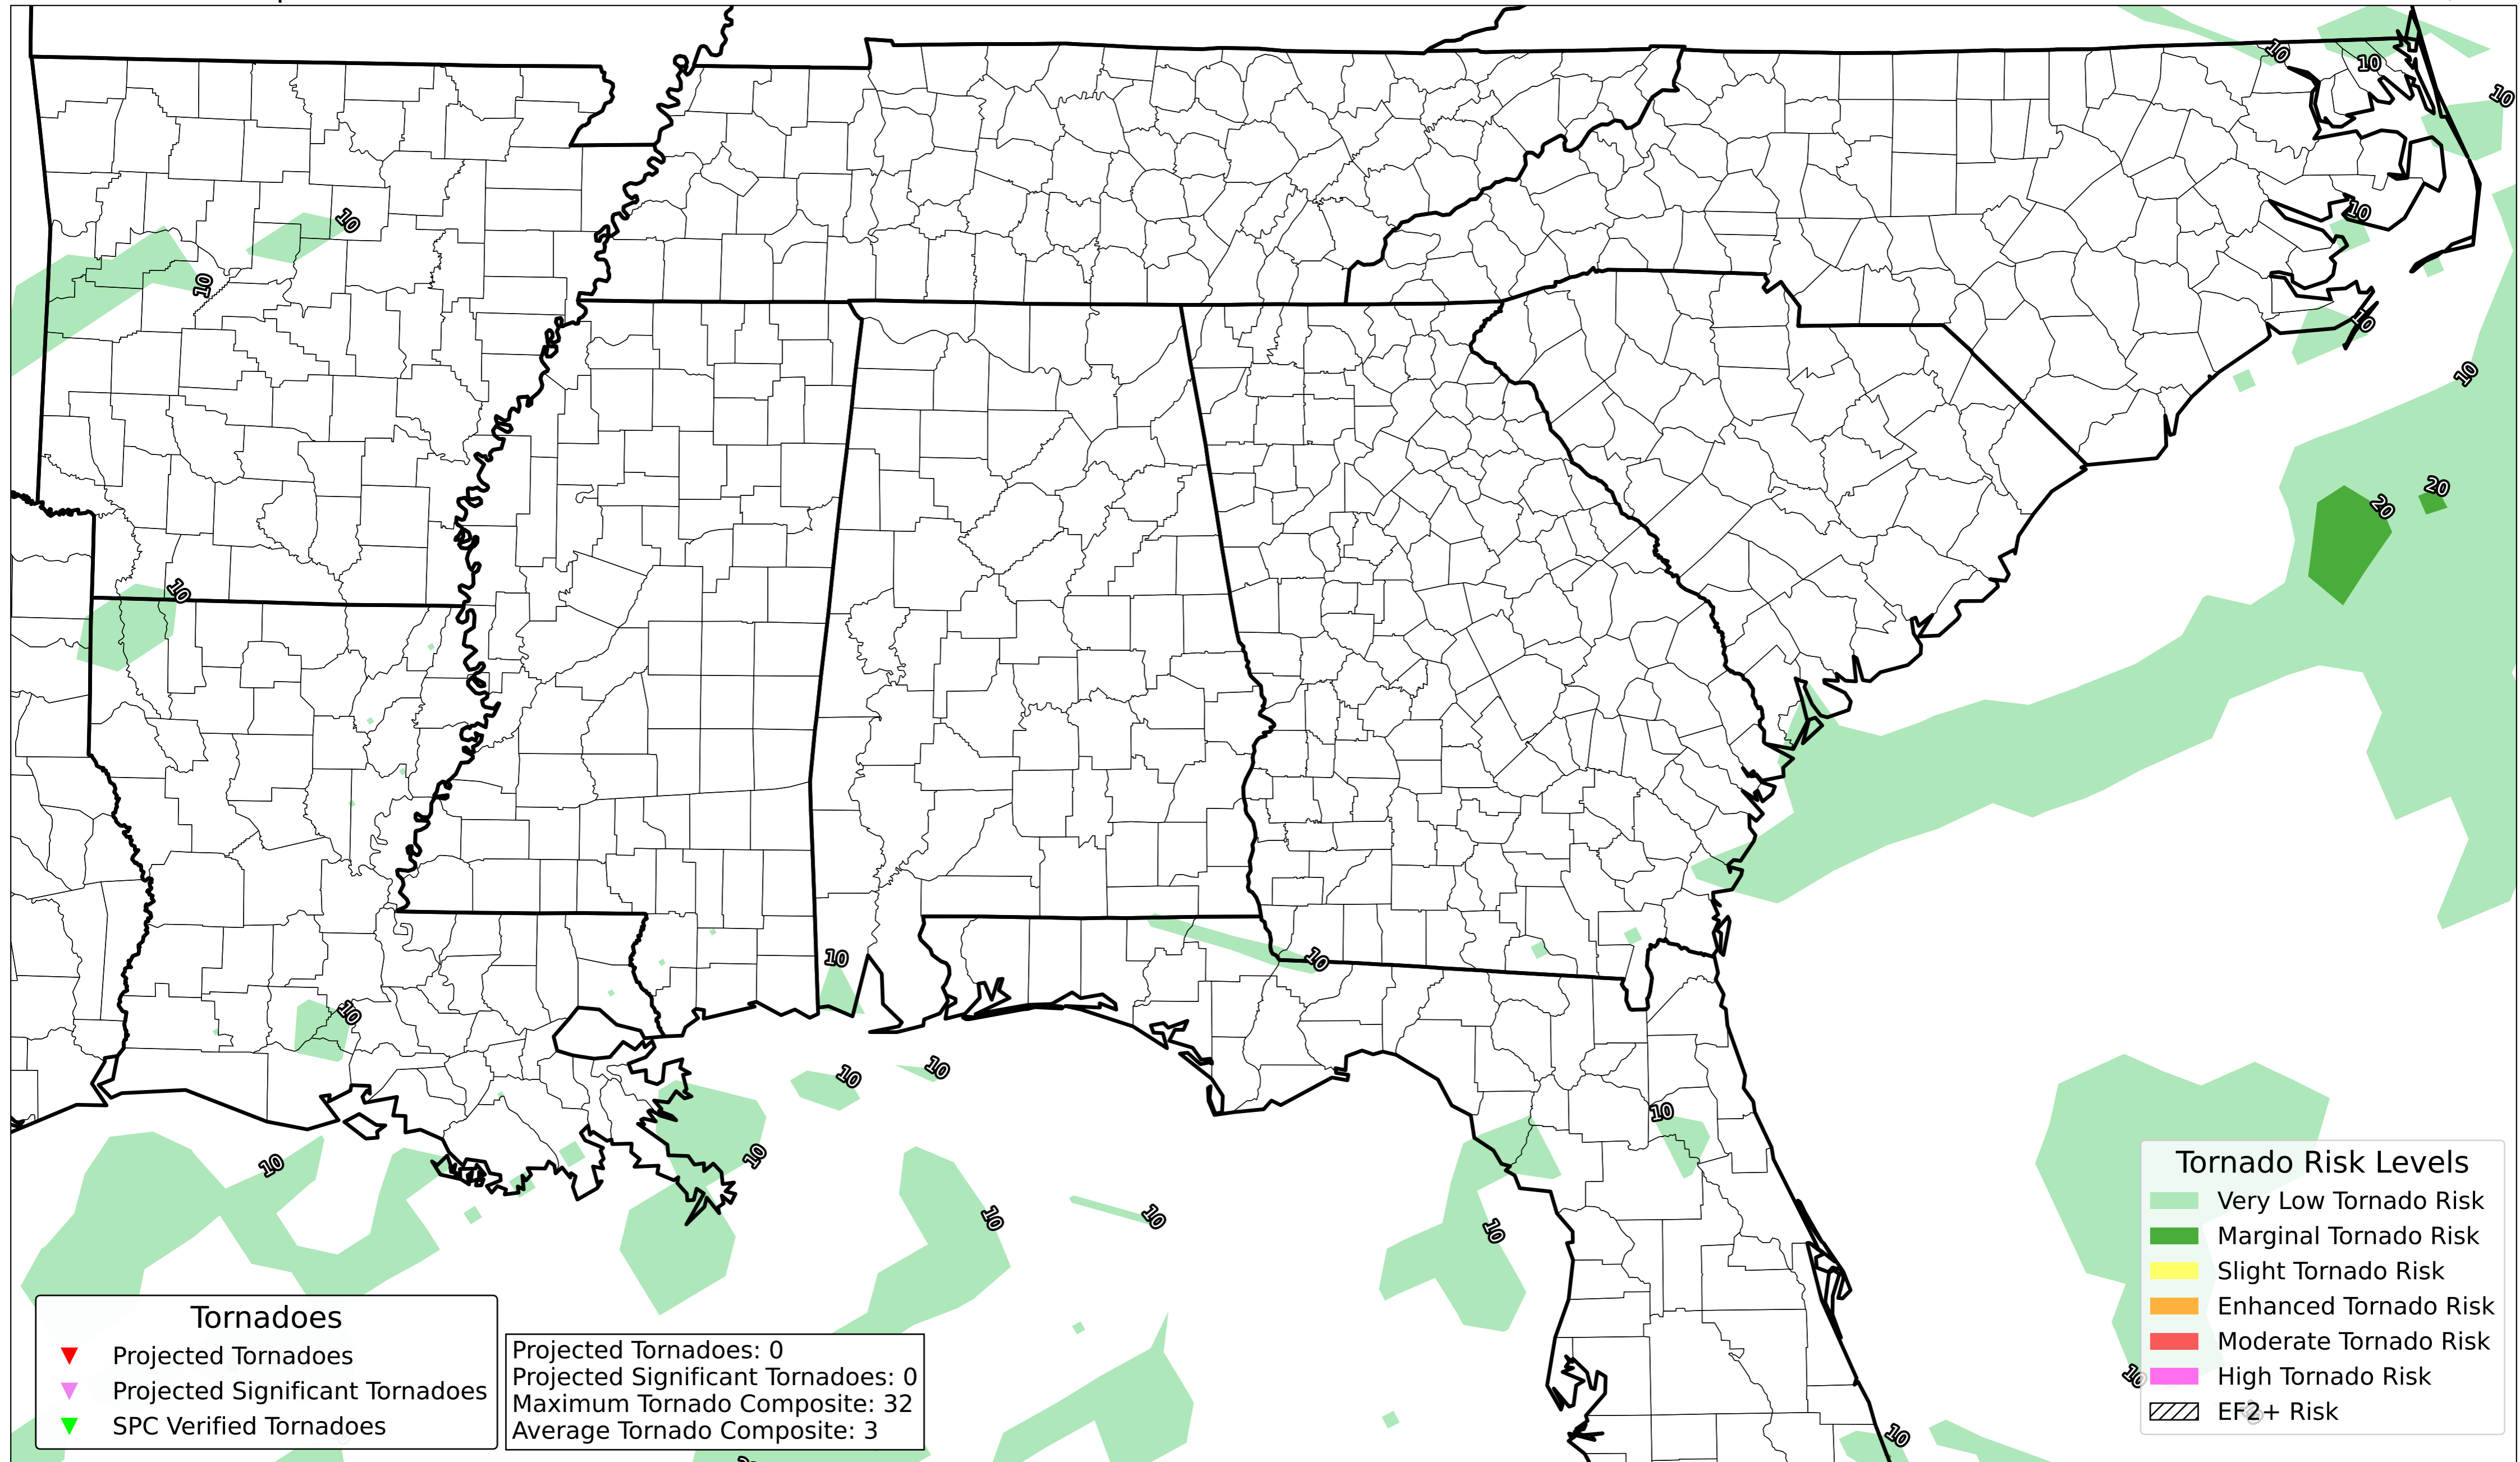 10
10
10
10
10
10
10
10
10
20
20
10
10
10
10
10
10
10
10
10
10
10
10
10
10
Tornado Risk Levels
Very Low Tornado Risk
Marginal Tornado Risk
Slight Tornado Risk
Enhanced Tornado Risk
Moderate Tornado Risk
High Tornado Risk
EF2+ Risk
Tornadoes
Projected Tornadoes
Projected Significant Tornadoes
SPC Verified Tornadoes
Projected Tornadoes: 0
Projected Significant Tornadoes: 0
Maximum Tornado Composite: 32
Average Tornado Composite: 3